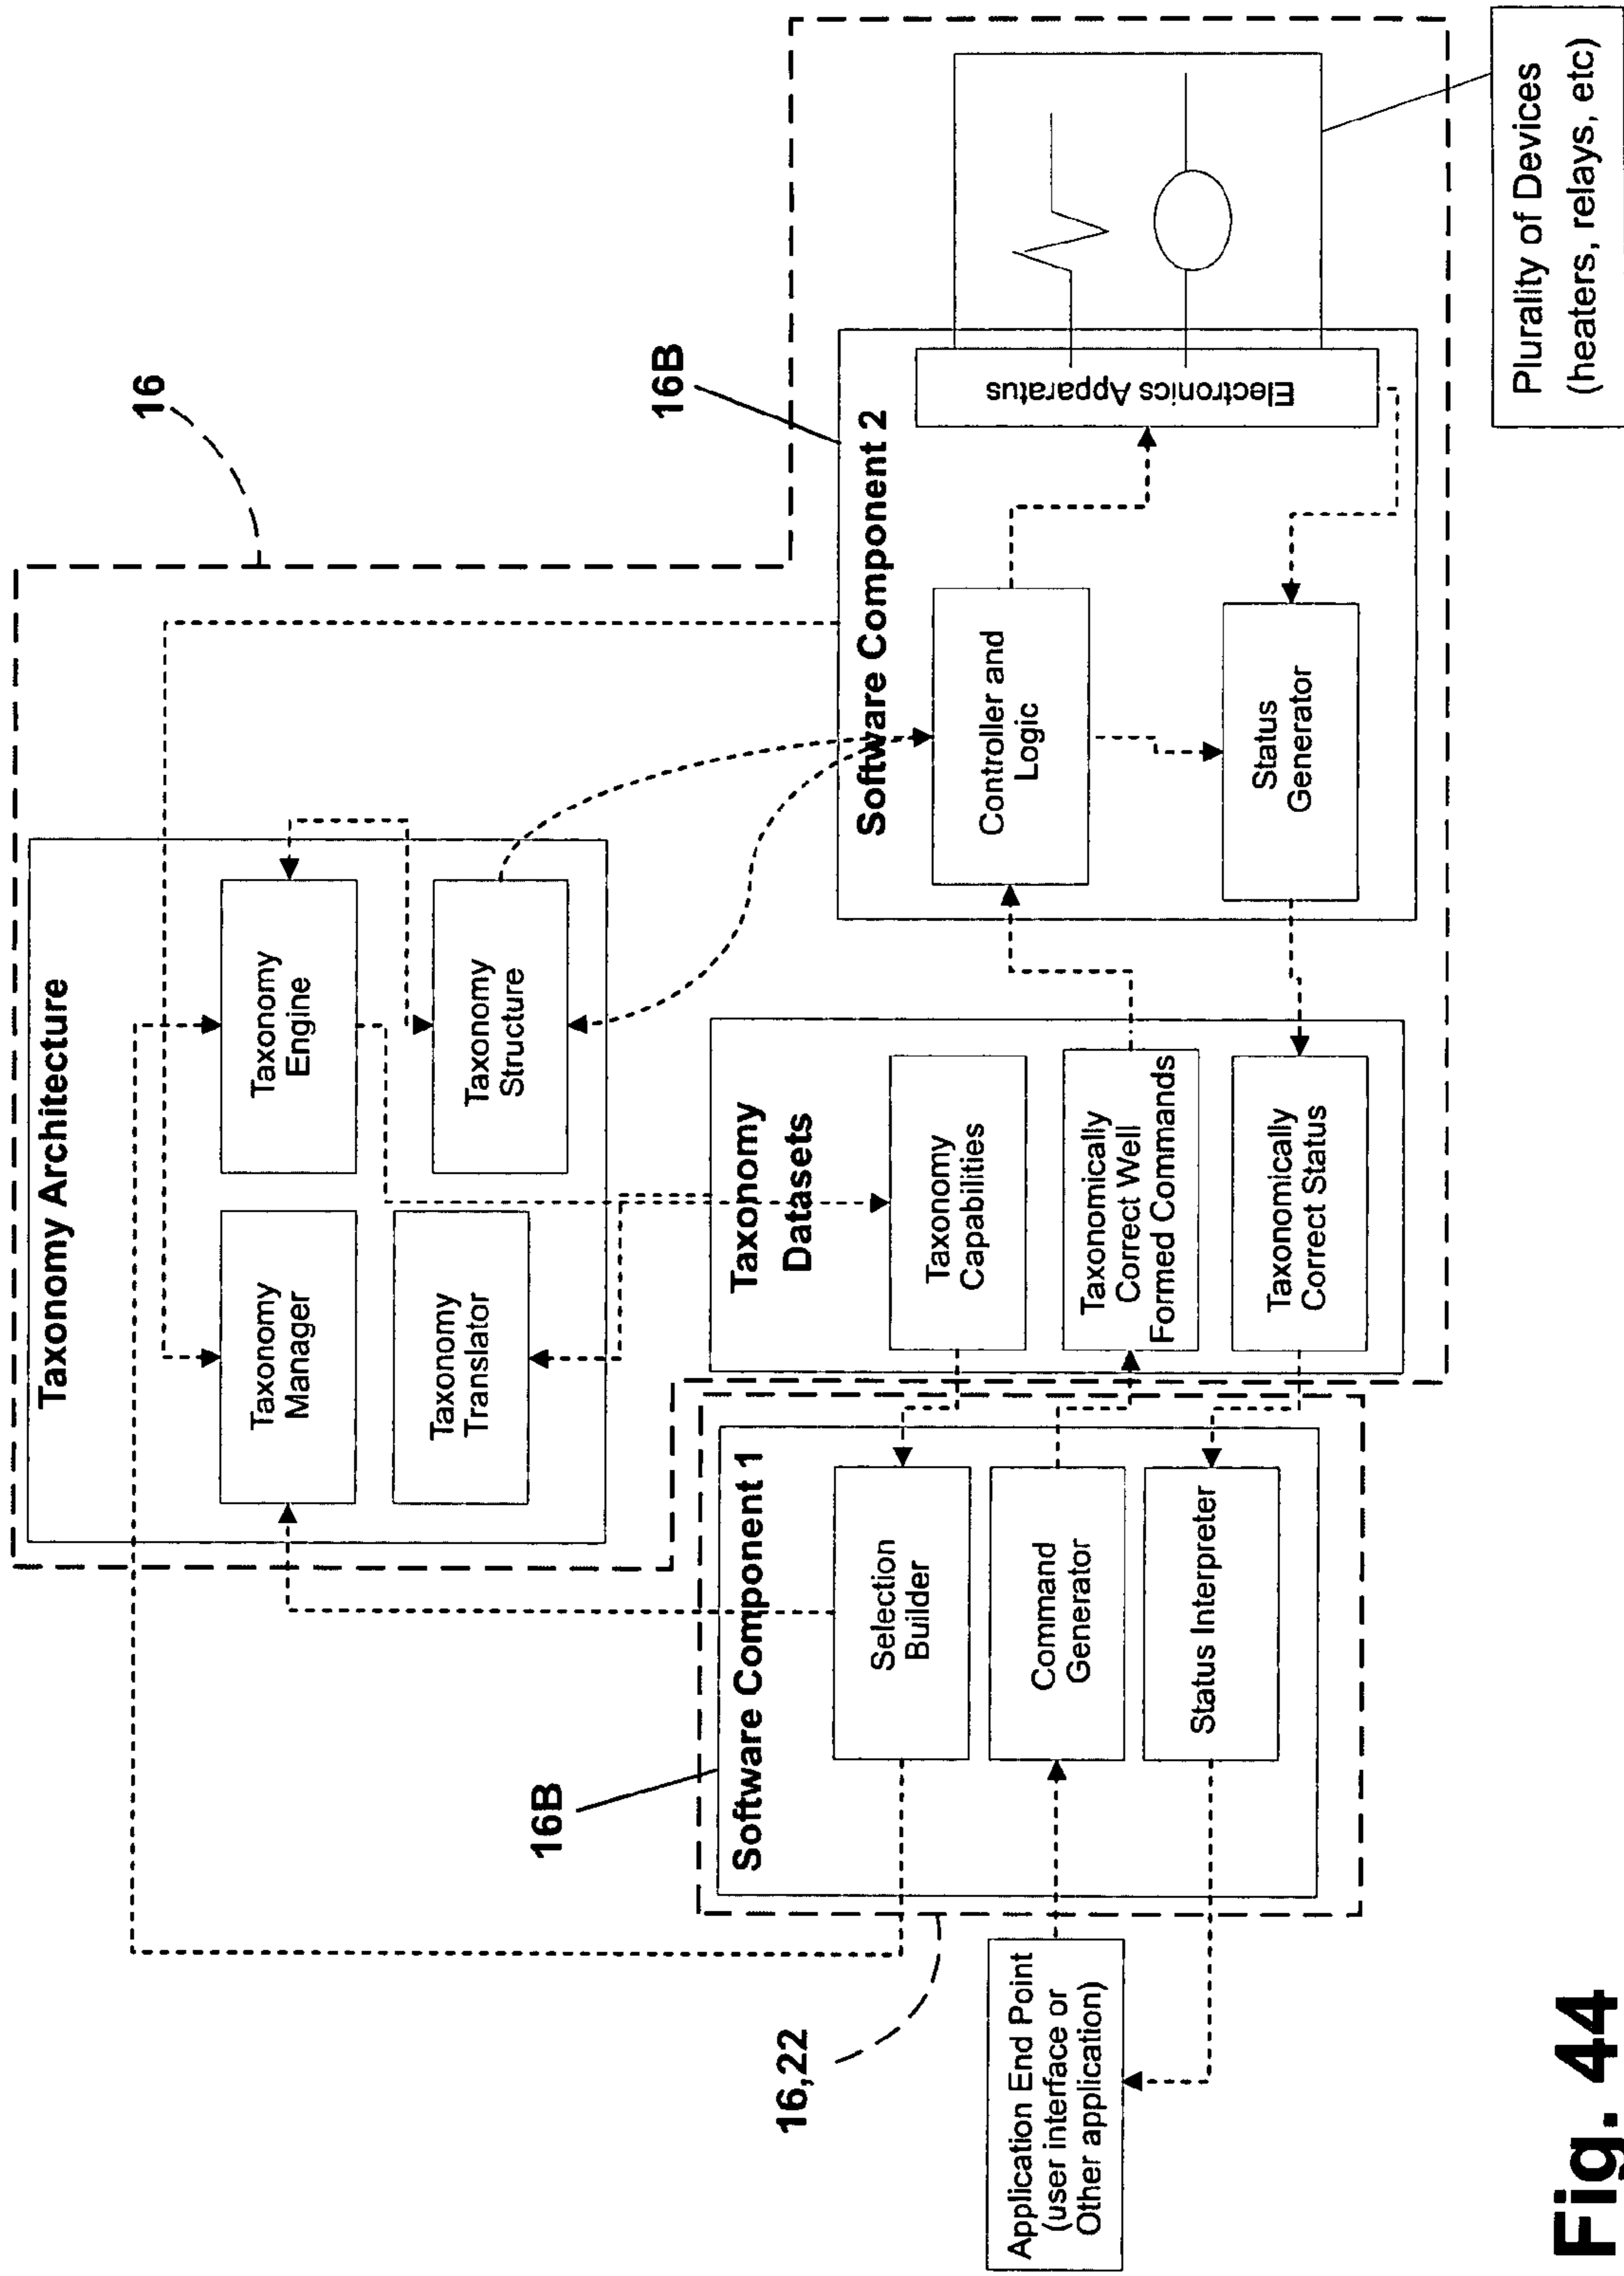 Taxonomy Architecture
16
Taxonomy
Manager
Taxonomy
Engine
Taxonomy
Translator
Taxonomy
Structure
16B
16B
16,22
Software Component 1
Selection
Builder
Command
Generator
Status Interpreter
Taxonomy
Datasets
Taxonomy
Capabilities
Taxonomically
Correct Well
Formed Commands
Taxonomically
Correct Status
Software Component 2
Controller and
Logic
Status
Generator
Electronics Apparatus
Application End Point
(user interface or
Other application)
Plurality of Devices
(heaters, relays, etc)
Fig. 44